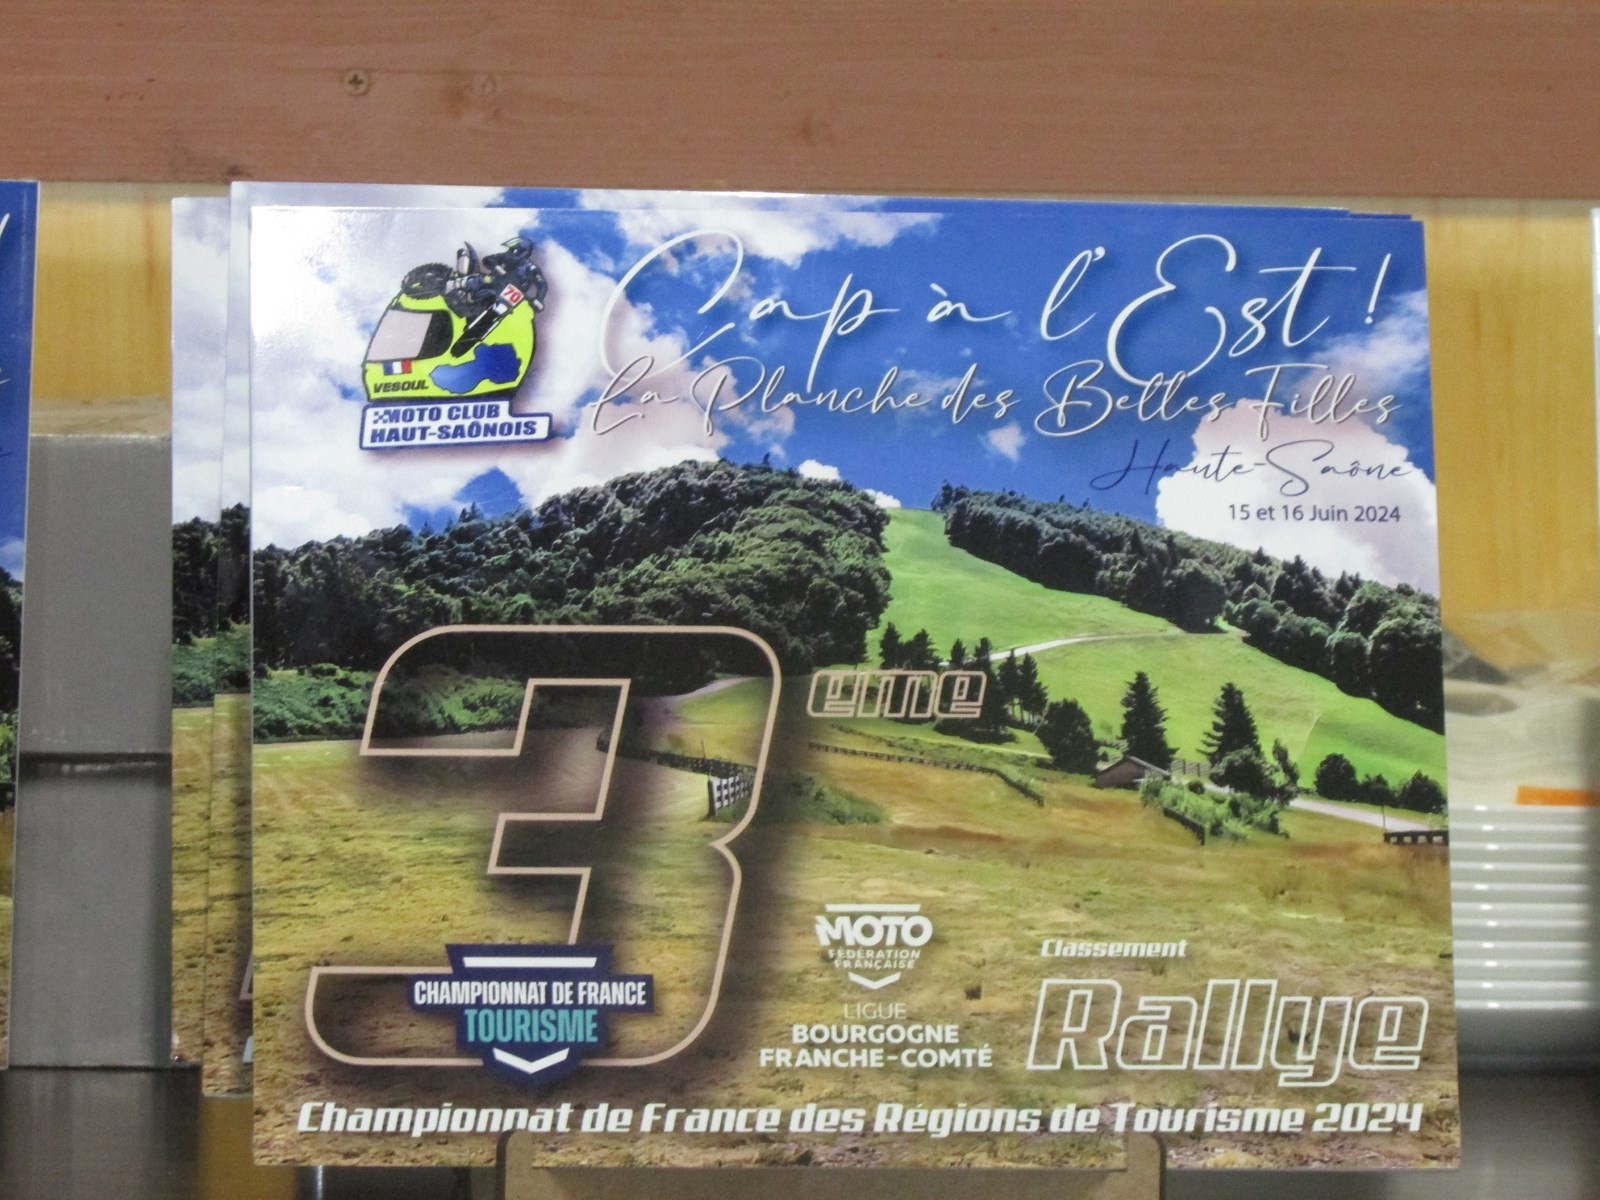 Cap à l'Est !
La Planche des Belles Filles
Haute-Saône
15 et 16 Juin 2024
70
VESOUL
MOTO CLUB
HAUT-SAÔNOIS
3eme
CHAMPIONNAT DE FRANCE
TOURISME
MOTO
FÉDÉRATION
FRANÇAISE
LIGUE
BOURGOGNE
FRANCHE-COMTÉ
Classement
Rallye
Championnat de France des Régions de Tourisme 2024